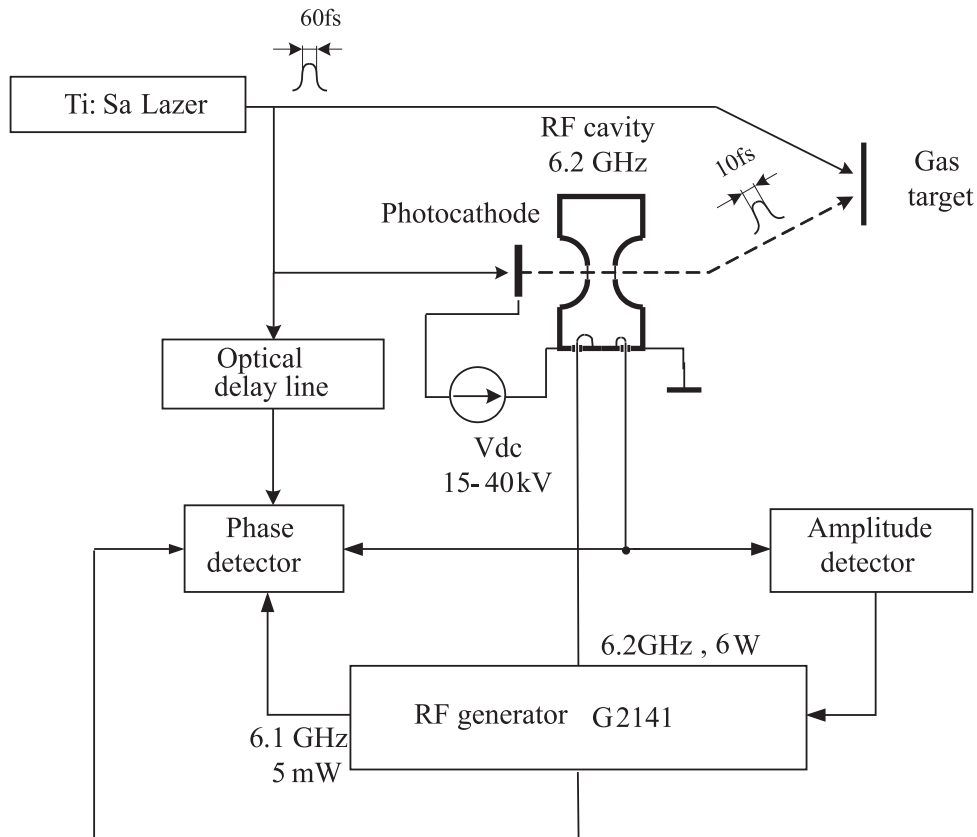 60fs
Ti: Sa Lazer
RF cavity
6.2 GHz
10fs
Gas
target
Photocathode
Optical
delay line
Vdc
15-40kV
Phase
detector
Amplitude
detector
6.2GHz , 6W
RF generator G2141
6.1 GHz
5 mW